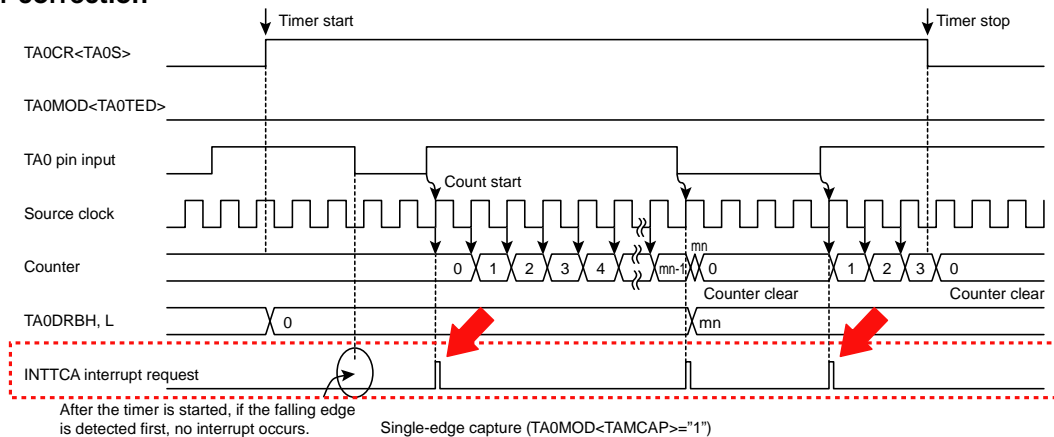 r correction
Timer start
Timer stop
TA0CR<TA0S>
TA0MOD<TA0TED>
TA0 pin input
Count start
Source clock
mn
Counter
0 1 2 3 4 mn-1 0 1 2 3 0
Counter clear
Counter clear
TA0DRBH, L
0
mn
INTTCA interrupt request
After the timer is started, if the falling edge
is detected first, no interrupt occurs.
Single-edge capture (TA0MOD<TAMCAP>="1")